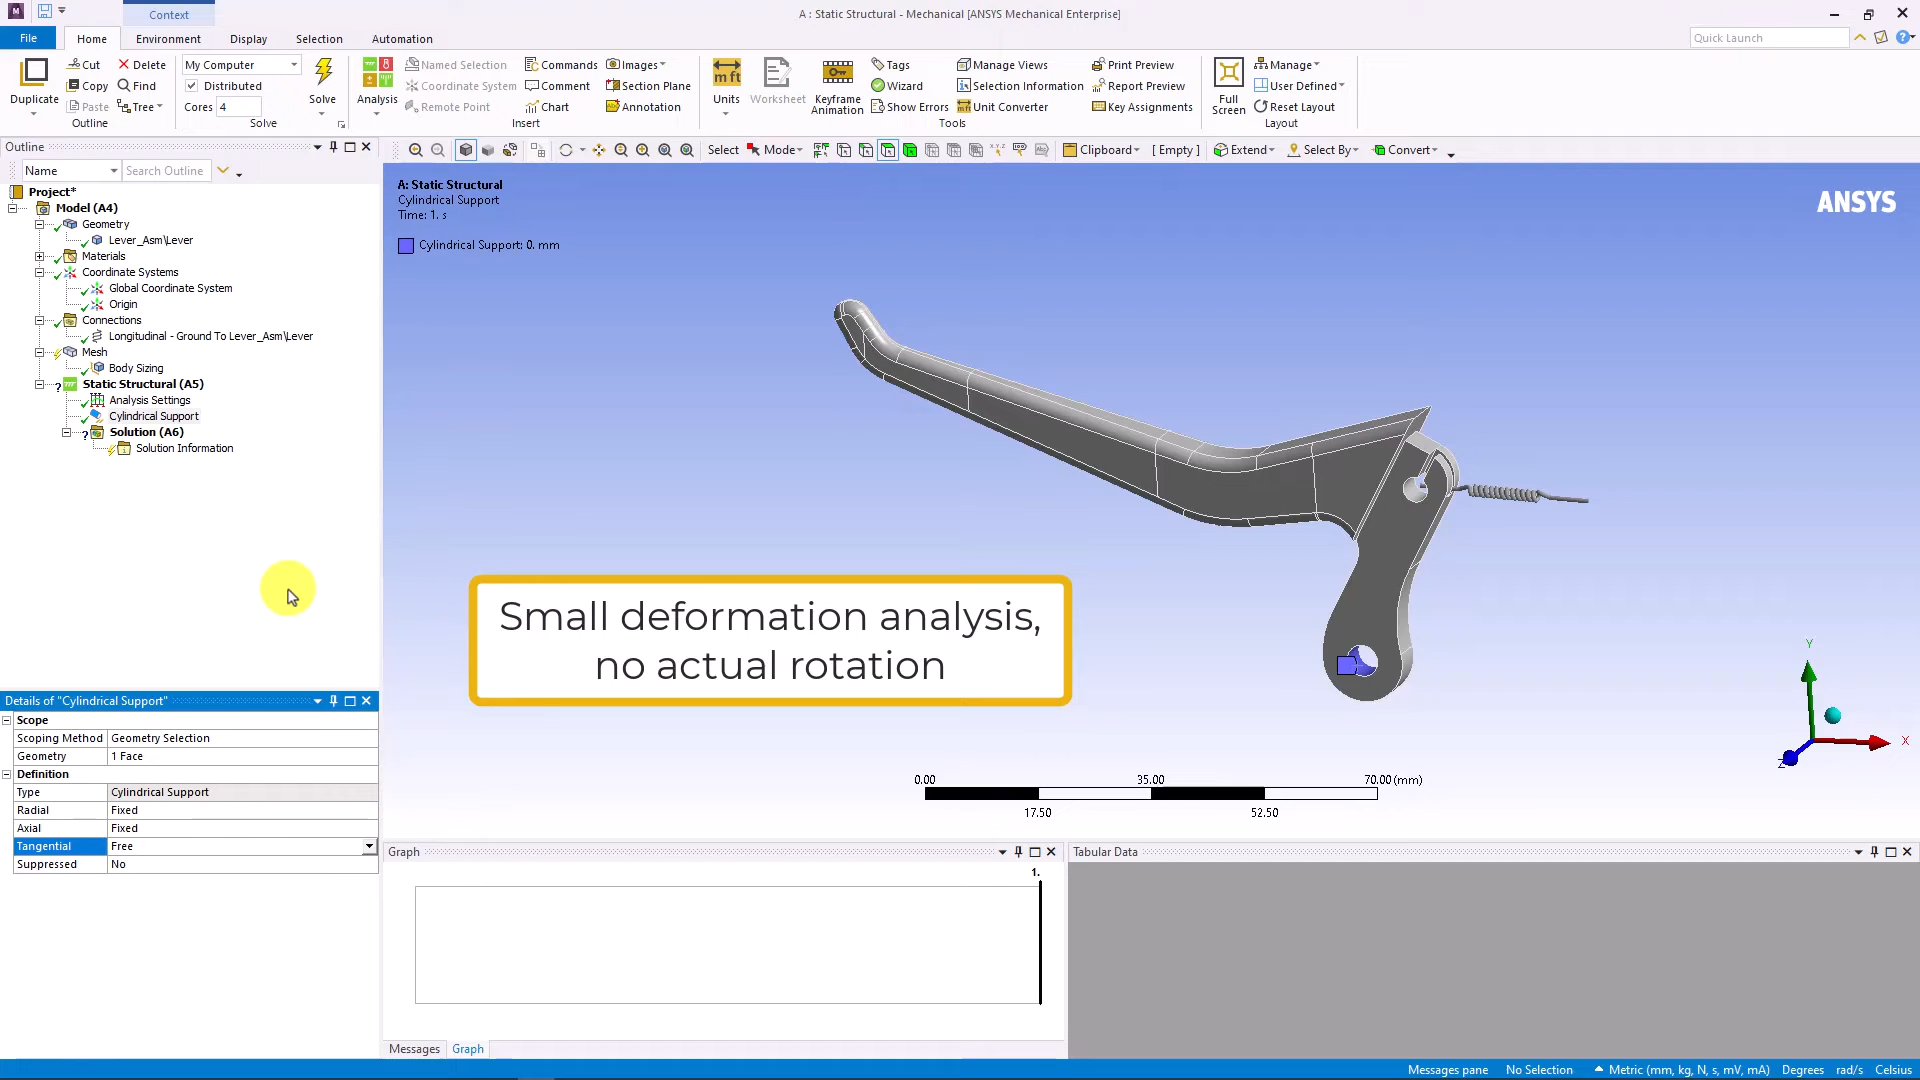 Context
A : Static Structural - Mechanical [ANSYS Mechanical Enterprise]
File
Home
Environment
Display
Selection
Automation
Quick Launch
Duplicate
Cut
Copy
Paste
Delete
Find
Tree
Outline
My Computer
Distributed
Cores 4
Solve
Solve
Analysis
Named Selection
Coordinate System
Remote Point
Commands
Comment
Chart
Images
Section Plane
Annotation
Insert
Units
Worksheet
Keyframe
Animation
Tags
Wizard
Show Errors
Manage Views
Selection Information
Unit Converter
Print Preview
Report Preview
Key Assignments
Tools
Full
Screen
Manage
User Defined
Reset Layout
Layout
Outline
Name
Search Outline
Select
Mode
Clipboard
[ Empty ]
Extend
Select By
Convert
Project*
Model (A4)
Geometry
Lever_Asm\Lever
Materials
Coordinate Systems
Global Coordinate System
Origin
Connections
Longitudinal - Ground To Lever_Asm\Lever
Mesh
Body Sizing
Static Structural (A5)
Analysis Settings
Cylindrical Support
Solution (A6)
Solution Information
A: Static Structural
Cylindrical Support
Time: 1. s
Cylindrical Support: 0. mm
ANSYS
Small deformation analysis,
no actual rotation
Y
X
Z
0.00
35.00
70.00 (mm)
17.50
52.50
Details of "Cylindrical Support"
Scope
Scoping Method Geometry Selection
Geometry 1 Face
Definition
Type Cylindrical Support
Radial Fixed
Axial Fixed
Tangential Free
Suppressed No
Graph
1.
Messages
Graph
Tabular Data
Messages pane
No Selection
Metric (mm, kg, N, s, mV, mA)
Degrees
rad/s
Celsius